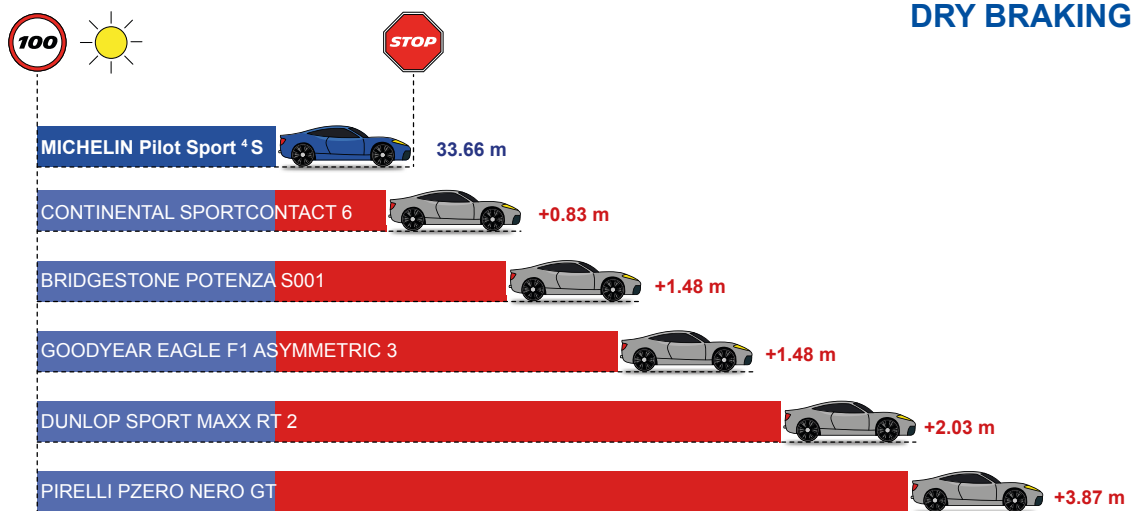 DRY BRAKING
100
STOP
MICHELIN Pilot Sport 4 S
33.66 m
CONTINENTAL SPORTCONTACT 6
+0.83 m
BRIDGESTONE POTENZA S001
+1.48 m
GOODYEAR EAGLE F1 ASYMMETRIC 3
+1.48 m
DUNLOP SPORT MAXX RT 2
+2.03 m
PIRELLI PZERO NERO GT
+3.87 m